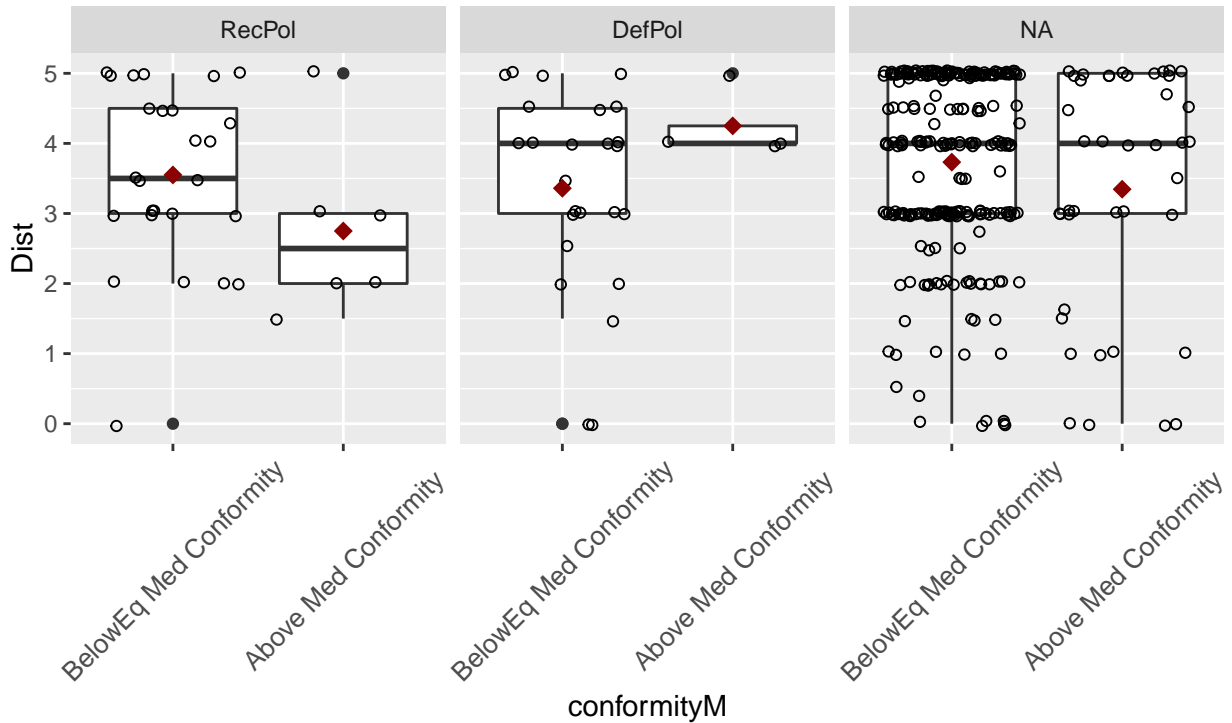 RecPol
DefPol
NA
Dist
5
4
3
2
1
0
BelowEq Med Conformity
Above Med Conformity
BelowEq Med Conformity
Above Med Conformity
BelowEq Med Conformity
Above Med Conformity
conformityM